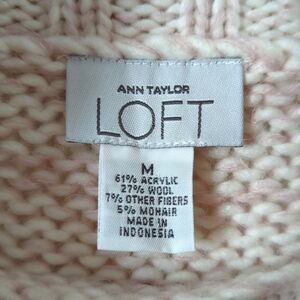 ANN TAYLOR
LOFT
M
61% ACRYLIC
27% WOOL
7% OTHER FIBERS
5% MOHAIR
MADE IN
INDONESIA